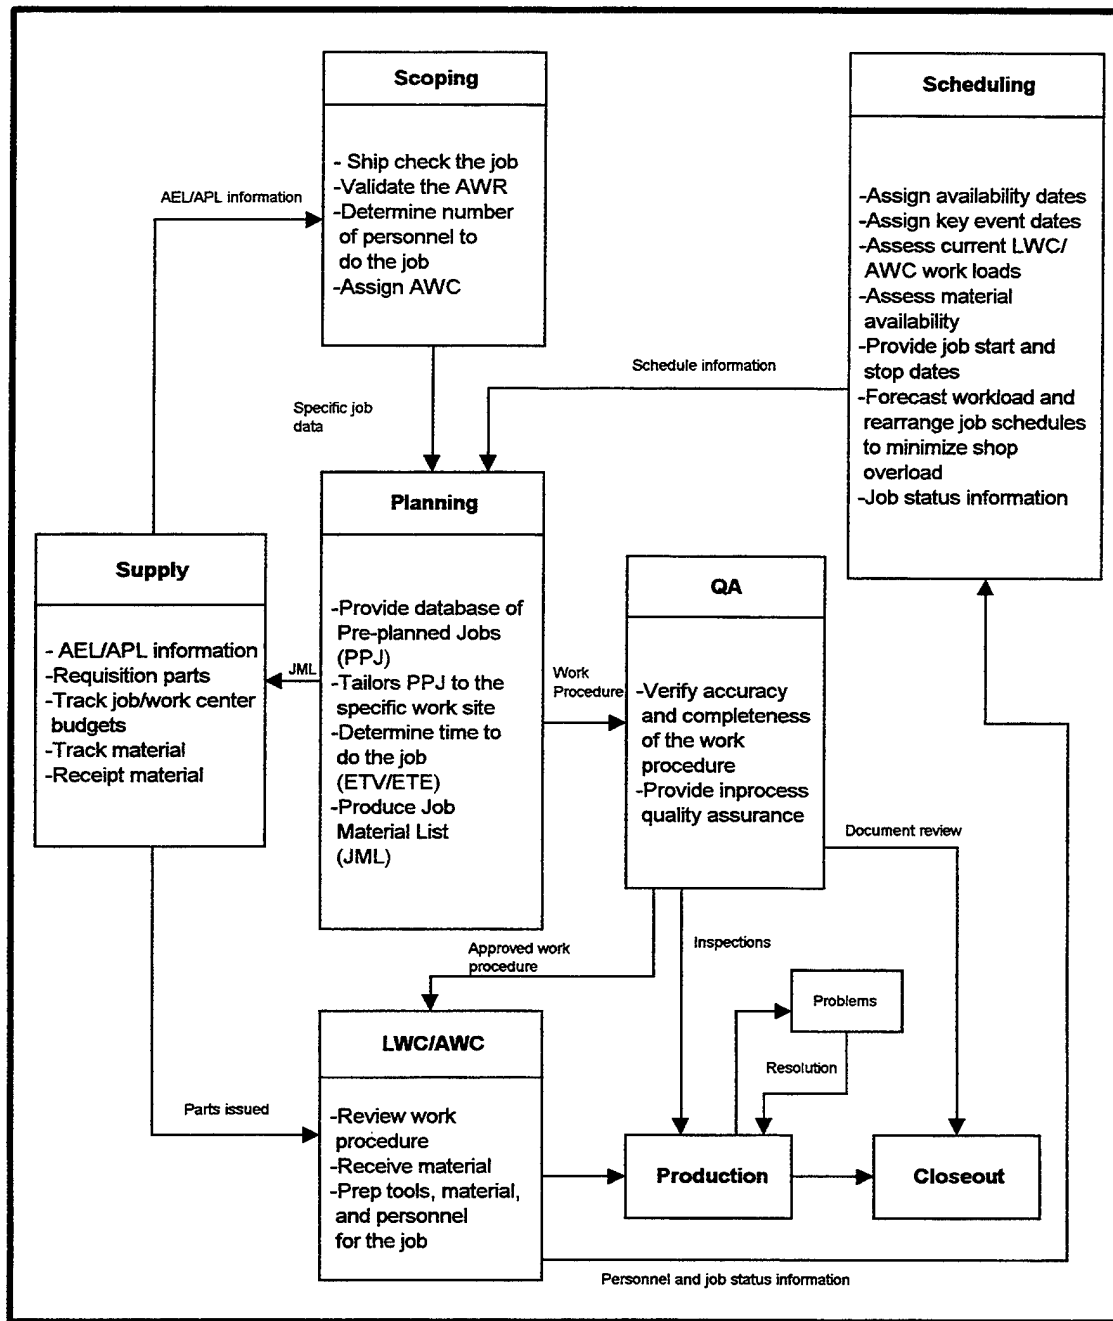 Scoping
- Ship check the job
-Validate the AWR
-Determine number
of personnel to
do the job
-Assign AWC
Scheduling
-Assign availability dates
-Assign key event dates
-Assess current LWC/
AWC work loads
-Assess material
availability
-Provide job start and
stop dates
-Forecast workload and
rearrange job schedules
to minimize shop
overload
-Job status information
AEL/APL information
Schedule information
Specific job
data
Planning
-Provide database of
Pre-planned Jobs
(PPJ)
-Tailors PPJ to the
specific work site
-Determine time to
do the job
(ETV/ETE)
-Produce Job
Material List
(JML)
Supply
- AEL/APL information
-Requisition parts
-Track job/work center
budgets
-Track material
-Receipt material
JML
Work
Procedure
QA
-Verify accuracy
and completeness
of the work
procedure
-Provide inprocess
quality assurance
Document review
Approved work
procedure
Inspections
Problems
Resolution
LWC/AWC
-Review work
procedure
-Receive material
-Prep tools, material,
and personnel
for the job
Parts issued
Production
Closeout
Personnel and job status information